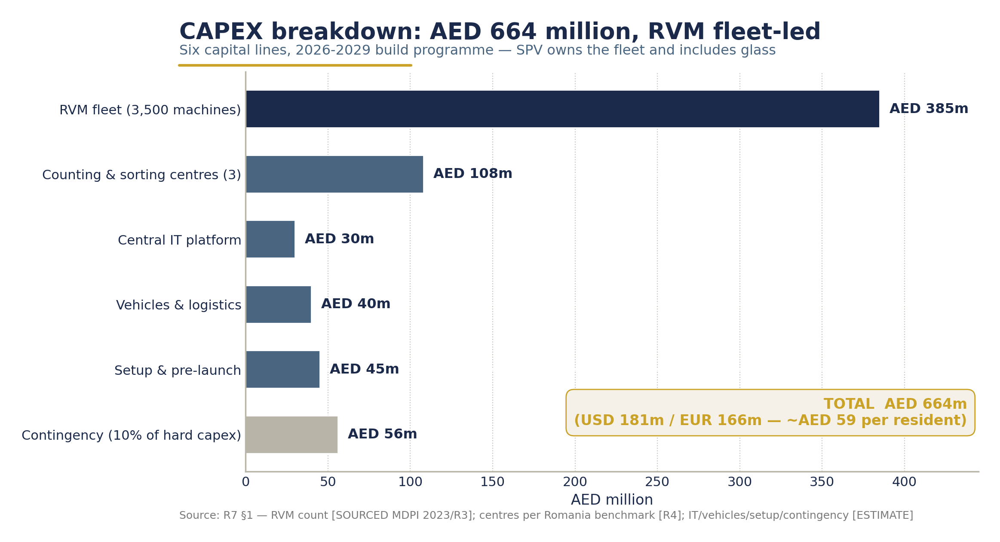 CAPEX breakdown: AED 664 million, RVM fleet-led
Six capital lines, 2026-2029 build programme — SPV owns the fleet and includes glass
RVM fleet (3,500 machines)
AED 385m
Counting & sorting centres (3)
AED 108m
Central IT platform
AED 30m
Vehicles & logistics
AED 40m
Setup & pre-launch
AED 45m
Contingency (10% of hard capex)
AED 56m
TOTAL  AED 664m
(USD 181m / EUR 166m — ~AED 59 per resident)
0 50 100 150 200 250 300 350 400
AED million
Source: R7 §1 — RVM count [SOURCED MDPI 2023/R3]; centres per Romania benchmark [R4]; IT/vehicles/setup/contingency [ESTIMATE]